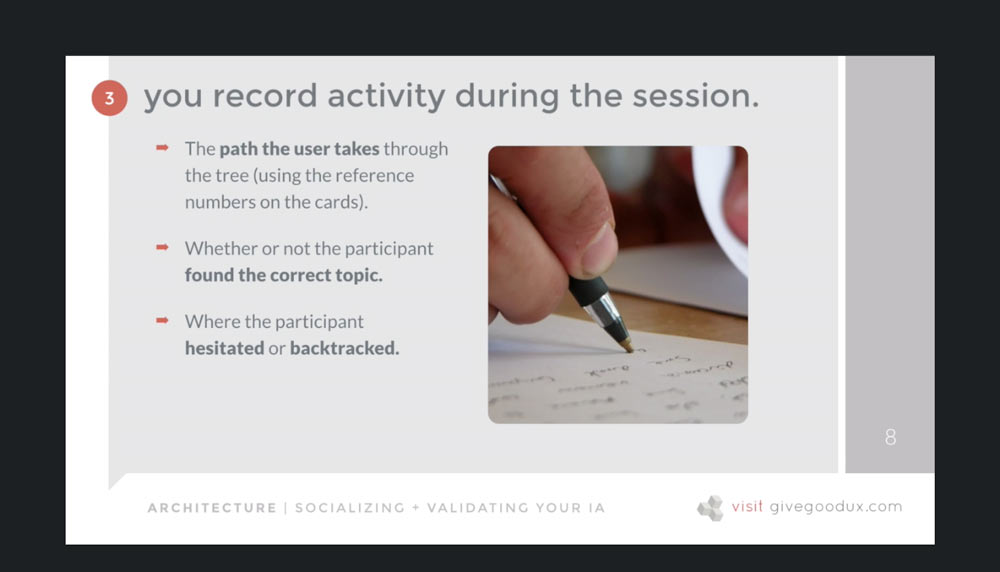 3 you record activity during the session.
➡ The path the user takes through
the tree (using the reference
numbers on the cards).
➡ Whether or not the participant
found the correct topic.
➡ Where the participant
hesitated or backtracked.
8
ARCHITECTURE | SOCIALIZING + VALIDATING YOUR IA
visit givegoodux.com